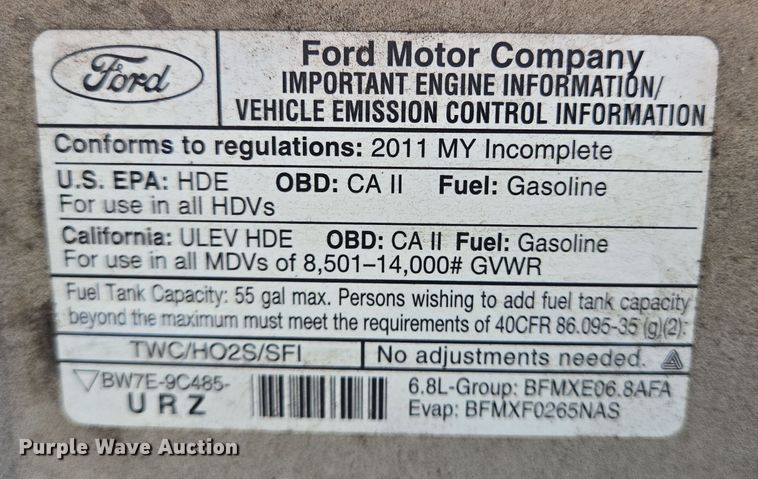 Ford
Ford Motor Company
IMPORTANT ENGINE INFORMATION/
VEHICLE EMISSION CONTROL INFORMATION
Conforms to regulations: 2011 MY Incomplete
U.S. EPA: HDE OBD: CA II Fuel: Gasoline
For use in all HDVs
California: ULEV HDE OBD: CA II Fuel: Gasoline
For use in all MDVs of 8,501–14,000# GVWR
Fuel Tank Capacity: 55 gal max. Persons wishing to add fuel tank capacity
beyond the maximum must meet the requirements of 40CFR 86.095-35 (g)(2).
TWC/HO2S/SFI No adjustments needed.
BW7E-9C485-
URZ
6.8L-Group: BFMXE06.8AFA
Evap: BFMXF0265NAS
Purple Wave Auction